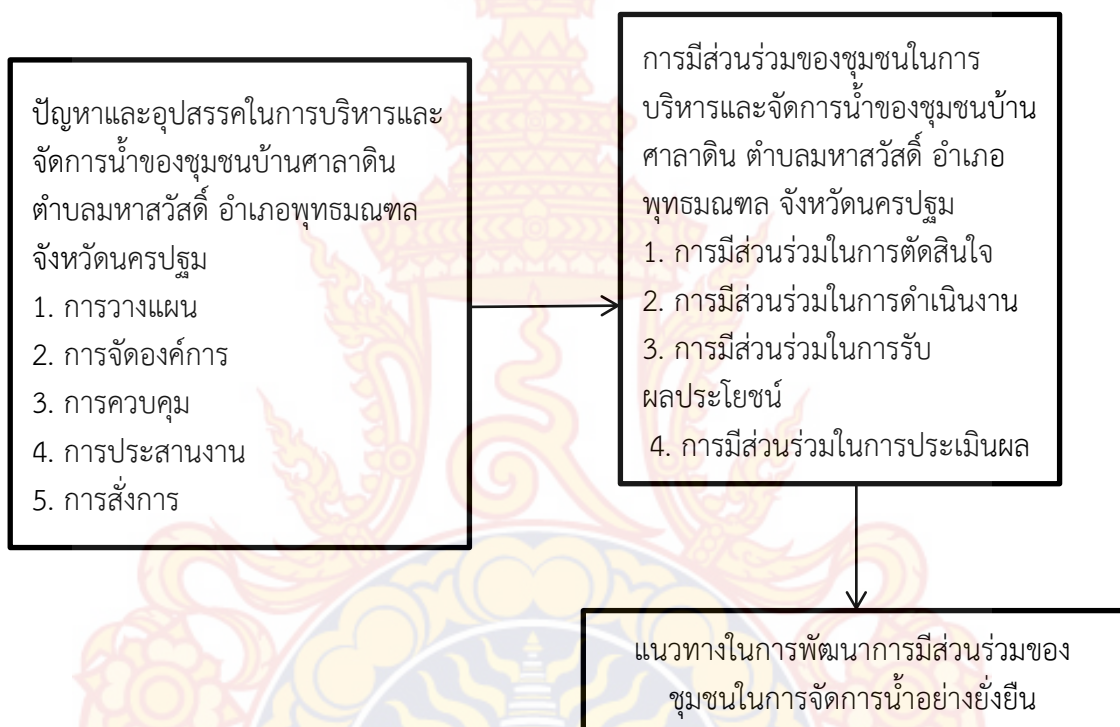 ปัญหาและอุปสรรคในการบริหารและ
จัดการน้ำของชุมชนบ้านศาลาดิน
ตำบลมหาสวัสดิ์ อำเภอพุทธมณฑล
จังหวัดนครปฐม
1. การวางแผน
2. การจัดองค์การ
3. การควบคุม
4. การประสานงาน
5. การสั่งการ
การมีส่วนร่วมของชุมชนในการ
บริหารและจัดการน้ำของชุมชนบ้าน
ศาลาดิน ตำบลมหาสวัสดิ์ อำเภอ
พุทธมณฑล จังหวัดนครปฐม
1. การมีส่วนร่วมในการตัดสินใจ
2. การมีส่วนร่วมในการดำเนินงาน
3. การมีส่วนร่วมในการรับ
ผลประโยชน์
4. การมีส่วนร่วมในการประเมินผล
แนวทางในการพัฒนาการมีส่วนร่วมของ
ชุมชนในการจัดการน้ำอย่างยั่งยืน